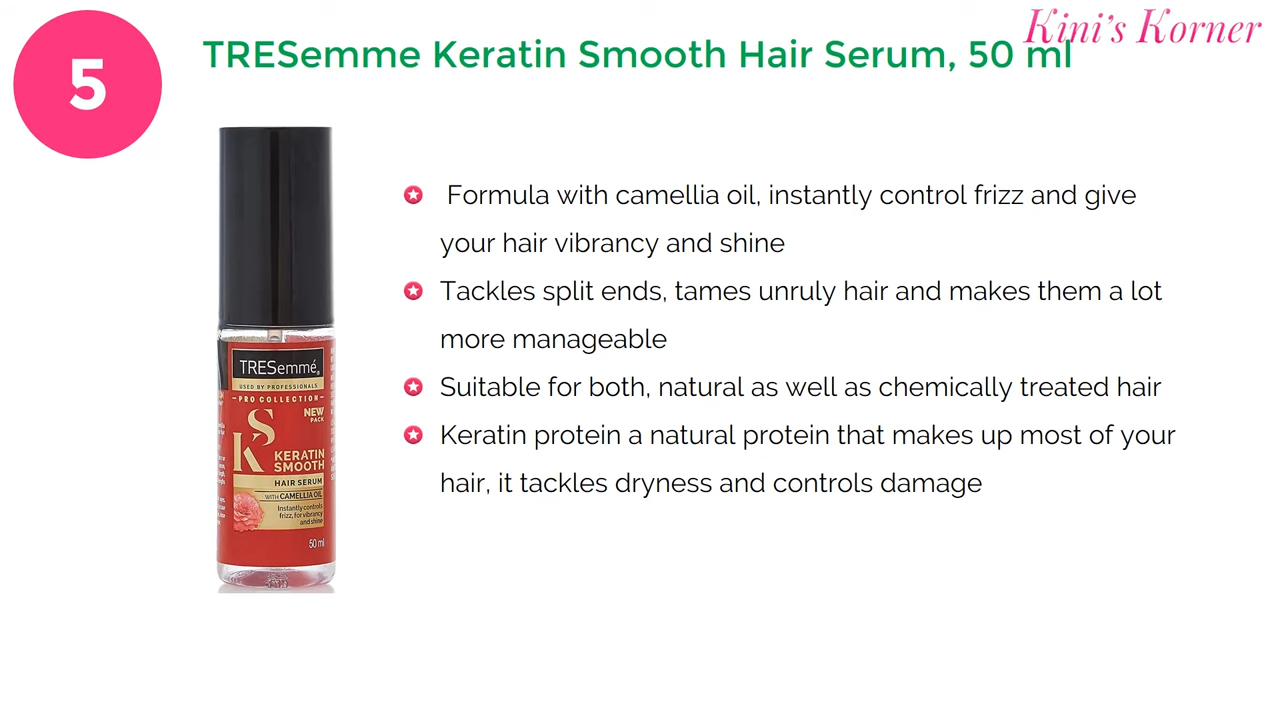 5
TRESemme Keratin Smooth Hair Serum, 50 ml
Kini's Korner
Formula with camellia oil, instantly control frizz and give
your hair vibrancy and shine
Tackles split ends, tames unruly hair and makes them a lot
more manageable
Suitable for both, natural as well as chemically treated hair
Keratin protein a natural protein that makes up most of your
hair, it tackles dryness and controls damage
TRESemmé
USED BY PROFESSIONALS
PRO COLLECTION
NEW
PACK
KS
KERATIN
SMOOTH
HAIR SERUM
WITH CAMELLIA OIL
Instantly controls
frizz, for vibrancy
and shine
50 ml